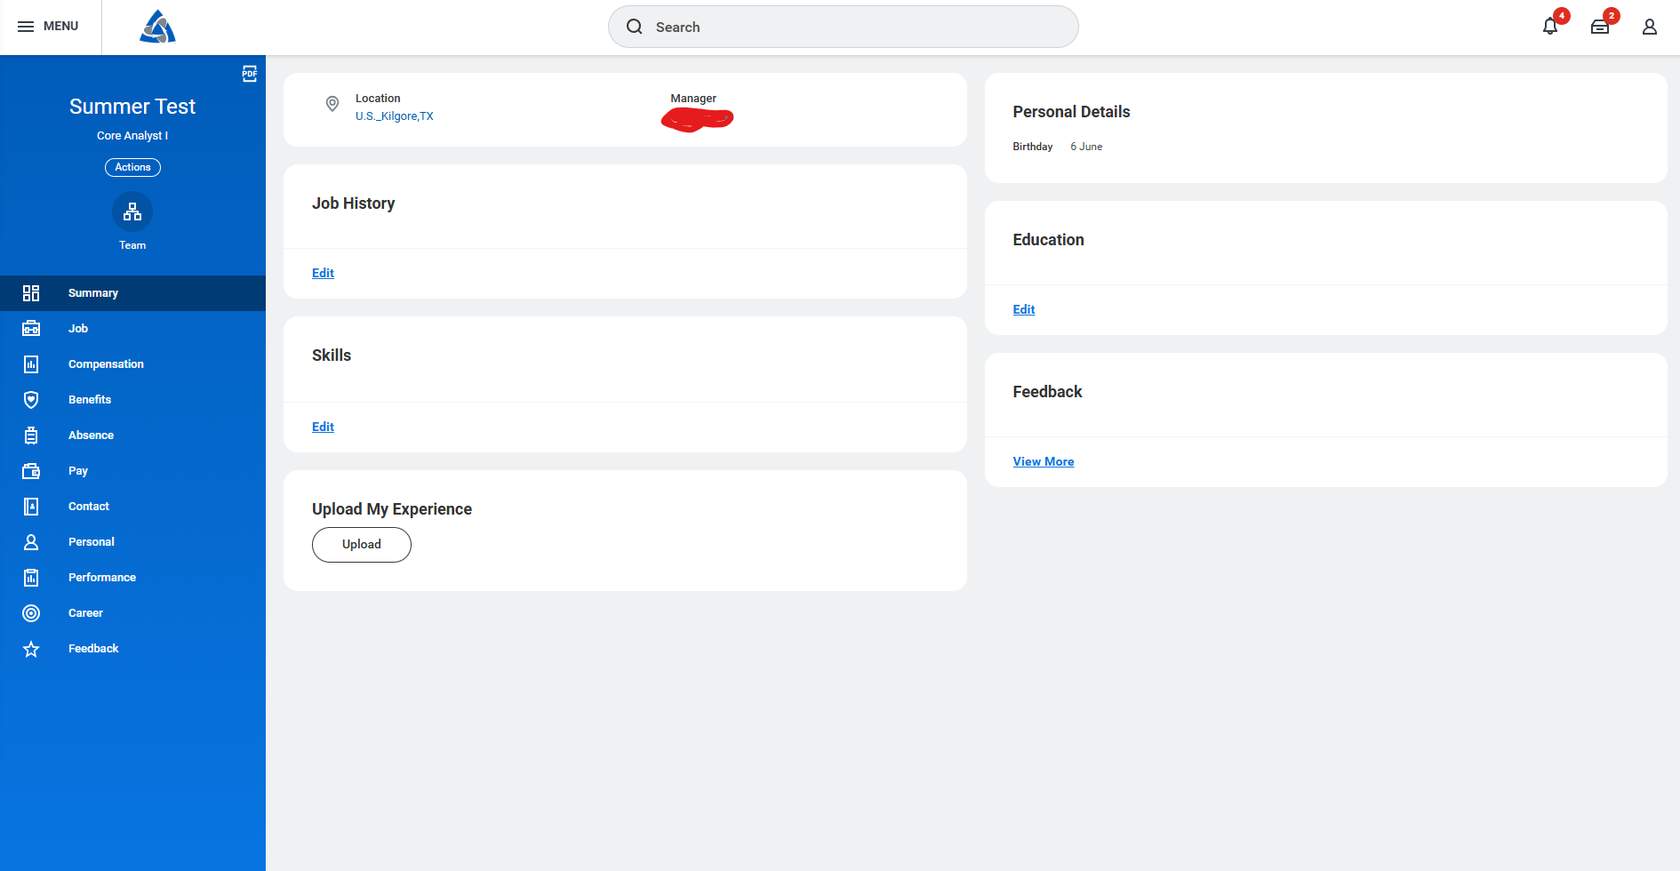 MENU
Search
4
2
PDF
Summer Test
Core Analyst I
Actions
Team
Summary
Job
Compensation
Benefits
Absence
Pay
Contact
Personal
Performance
Career
Feedback
Location
U.S._Kilgore,TX
Manager
Job History
Edit
Skills
Edit
Upload My Experience
Upload
Personal Details
Birthday 6 June
Education
Edit
Feedback
View More